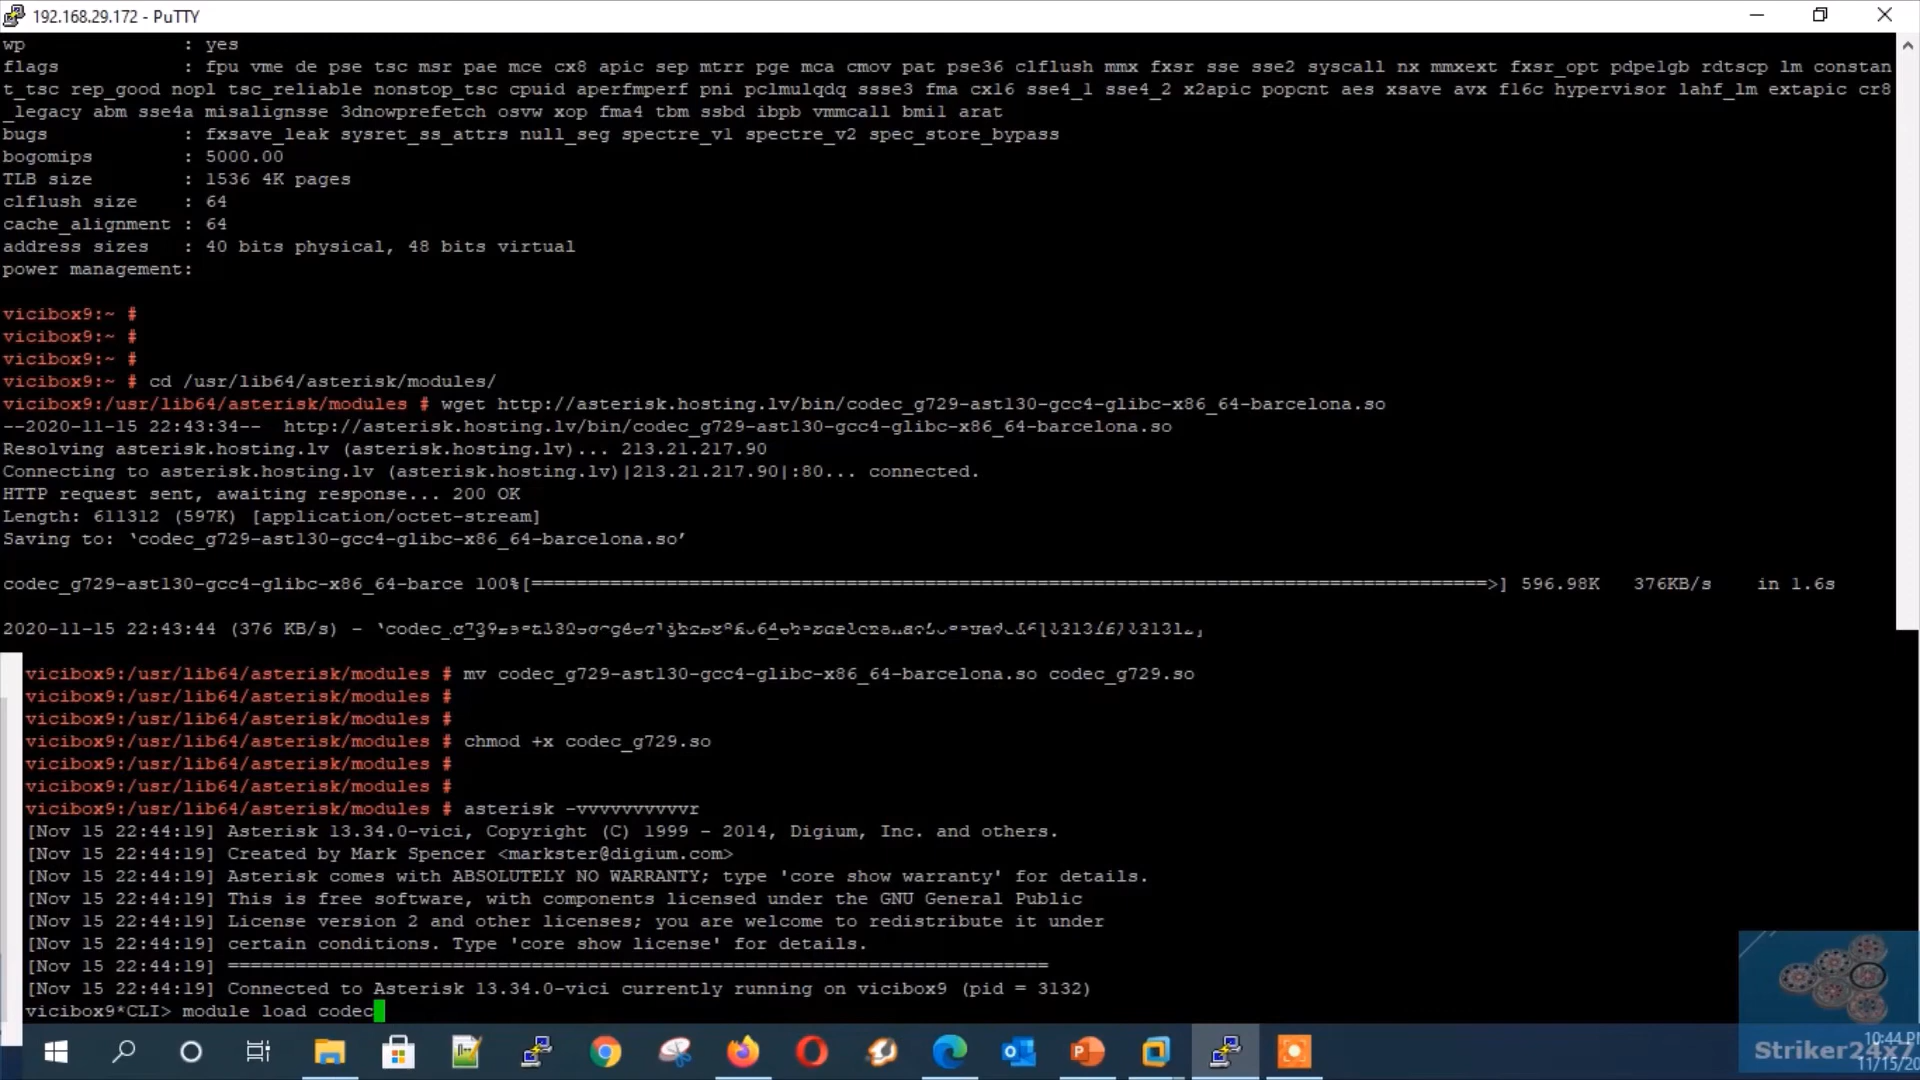 192.168.29.172 - PuTTY
wp              : yes
flags           : fpu vme de pse tsc msr pae mce cx8 apic sep mtrr pge mca cmov pat pse36 clflush mmx fxsr sse sse2 syscall nx mmxext fxsr_opt pdpe1gb rdtscp lm constan
t_tsc rep_good nopl tsc_reliable nonstop_tsc cpuid aperfmperf pni pclmulqdq ssse3 fma cx16 sse4_1 sse4_2 x2apic popcnt aes xsave avx f16c hypervisor lahf_lm extapic cr8
_legacy abm sse4a misalignsse 3dnowprefetch osvw xop fma4 tbm ssbd ibpb vmmcall bmi1 arat
bugs            : fxsave_leak sysret_ss_attrs null_seg spectre_v1 spectre_v2 spec_store_bypass
bogomips        : 5000.00
TLB size        : 1536 4K pages
clflush size    : 64
cache_alignment : 64
address sizes   : 40 bits physical, 48 bits virtual
power management:
vicibox9:~ #
vicibox9:~ #
vicibox9:~ #
vicibox9:~ # cd /usr/lib64/asterisk/modules/
vicibox9:/usr/lib64/asterisk/modules # wget http://asterisk.hosting.lv/bin/codec_g729-ast130-gcc4-glibc-x86_64-barcelona.so
--2020-11-15 22:43:34--  http://asterisk.hosting.lv/bin/codec_g729-ast130-gcc4-glibc-x86_64-barcelona.so
Resolving asterisk.hosting.lv (asterisk.hosting.lv)... 213.21.217.90
Connecting to asterisk.hosting.lv (asterisk.hosting.lv)|213.21.217.90|:80... connected.
HTTP request sent, awaiting response... 200 OK
Length: 611312 (597K) [application/octet-stream]
Saving to: ‘codec_g729-ast130-gcc4-glibc-x86_64-barcelona.so’
codec_g729-ast130-gcc4-glibc-x86_64-barce 100%[=====================================================================================>] 596.98K   376KB/s    in 1.6s
2020-11-15 22:43:44 (376 KB/s) -
vicibox9:/usr/lib64/asterisk/modules # mv codec_g729-ast130-gcc4-glibc-x86_64-barcelona.so codec_g729.so
vicibox9:/usr/lib64/asterisk/modules #
vicibox9:/usr/lib64/asterisk/modules #
vicibox9:/usr/lib64/asterisk/modules # chmod +x codec_g729.so
vicibox9:/usr/lib64/asterisk/modules #
vicibox9:/usr/lib64/asterisk/modules #
vicibox9:/usr/lib64/asterisk/modules # asterisk -vvvvvvvvvvvr
[Nov 15 22:44:19] Asterisk 13.34.0-vici, Copyright (C) 1999 - 2014, Digium, Inc. and others.
[Nov 15 22:44:19] Created by Mark Spencer <markster@digium.com>
[Nov 15 22:44:19] Asterisk comes with ABSOLUTELY NO WARRANTY; type 'core show warranty' for details.
[Nov 15 22:44:19] This is free software, with components licensed under the GNU General Public
[Nov 15 22:44:19] License version 2 and other licenses; you are welcome to redistribute it under
[Nov 15 22:44:19] certain conditions. Type 'core show license' for details.
[Nov 15 22:44:19] =========================================================================
[Nov 15 22:44:19] Connected to Asterisk 13.34.0-vici currently running on vicibox9 (pid = 3132)
vicibox9*CLI> module load codec
10:44 P
Striker24x7
11/15/20